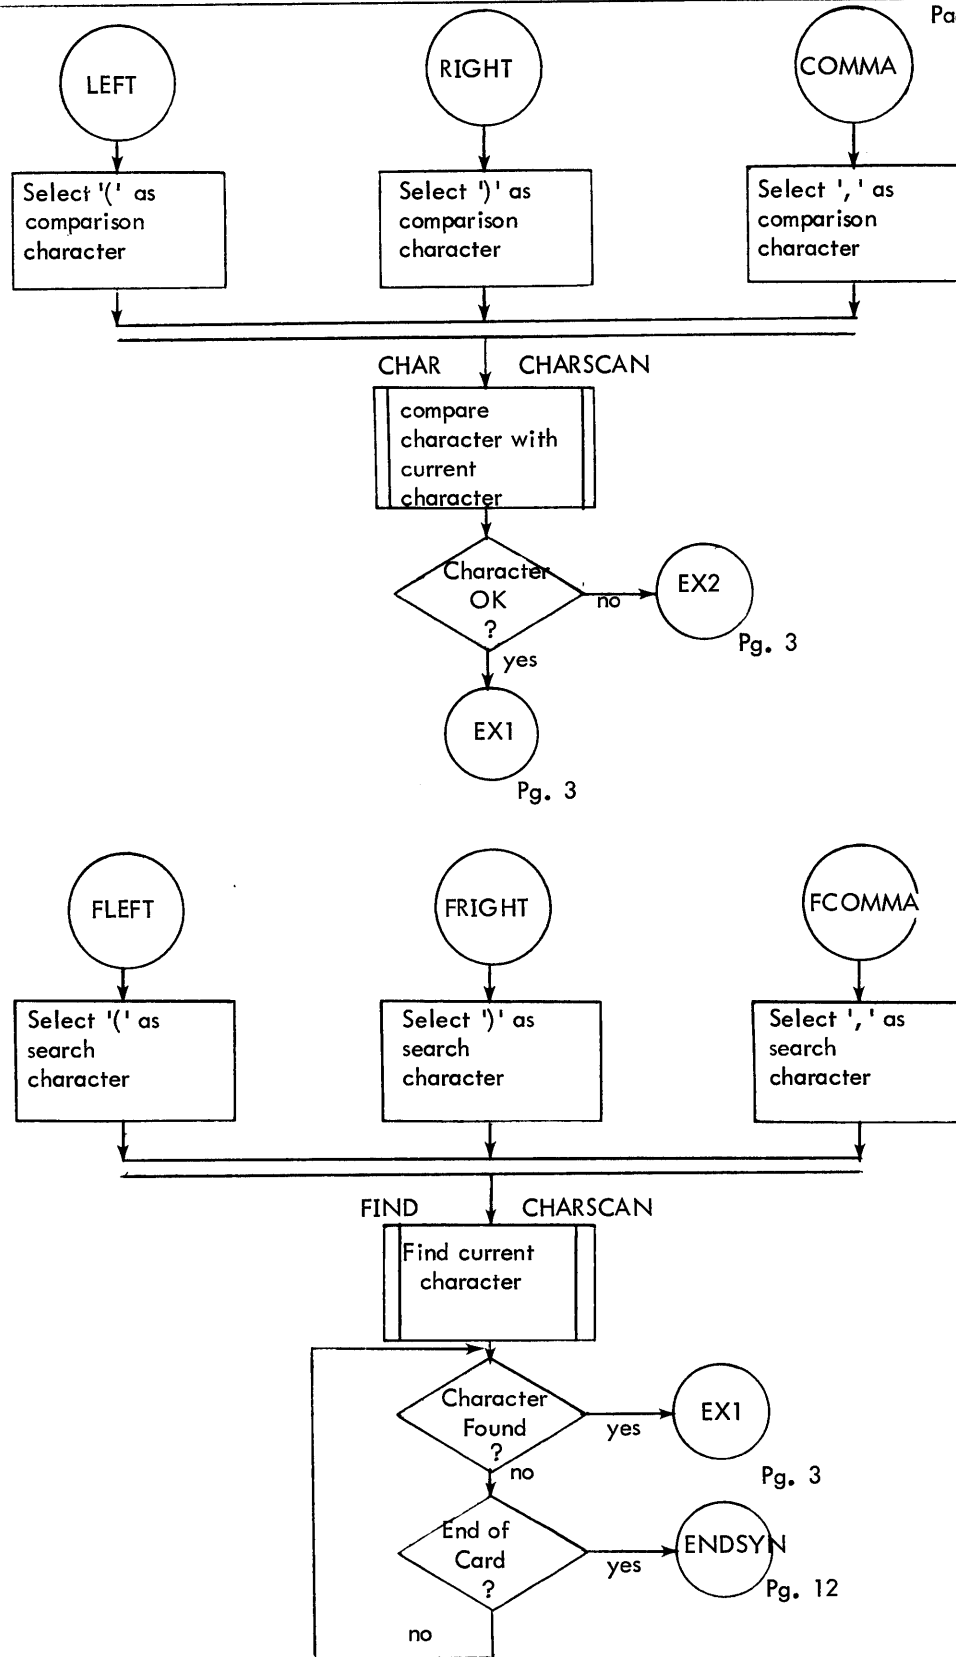 Pa
LEFT
RIGHT
COMMA
Select '(' as
comparison
character
Select ')' as
comparison
character
Select ',' as
comparison
character
CHAR
CHARSCAN
compare
character with
current
character
Character
OK
?
no
EX2
Pg. 3
yes
EX1
Pg. 3
FLEFT
FRIGHT
FCOMMA
Select '(' as
search
character
Select ')' as
search
character
Select ',' as
search
character
FIND
CHARSCAN
Find current
character
Character
Found
?
yes
EX1
Pg. 3
no
End of
Card
?
yes
ENDSYN
Pg. 12
no